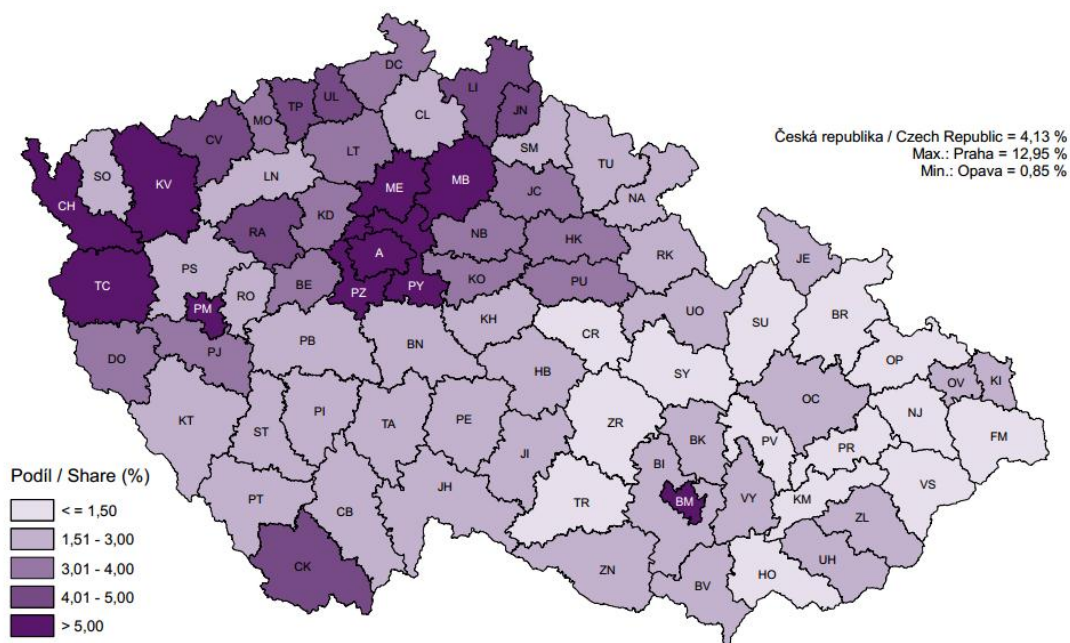 DC
LI
UL
TP
JN
MO
CV
CL
SM
LT
TU
SO
KV
LN
ME
MB
CH
NA
JC
KD
RA
NB
HK
A
RK
JE
PS
TC
RO
BE
PZ
PY
KO
PU
PM
UO
KH
CR
SU
BR
DO
PJ
PB
BN
OP
HB
SY
OV
KI
OC
KT
ST
PI
TA
PE
ZR
NJ
FM
BK
PV
PR
JI
BI
VS
PT
CB
JH
TR
BM
VY
KM
ZL
CK
ZN
BV
HO
UH
Česká republika / Czech Republic = 4,13 %
Max.: Praha = 12,95 %
Min.: Opava = 0,85 %
Podíl / Share (%)
< = 1,50
1,51 - 3,00
3,01 - 4,00
4,01 - 5,00
> 5,00